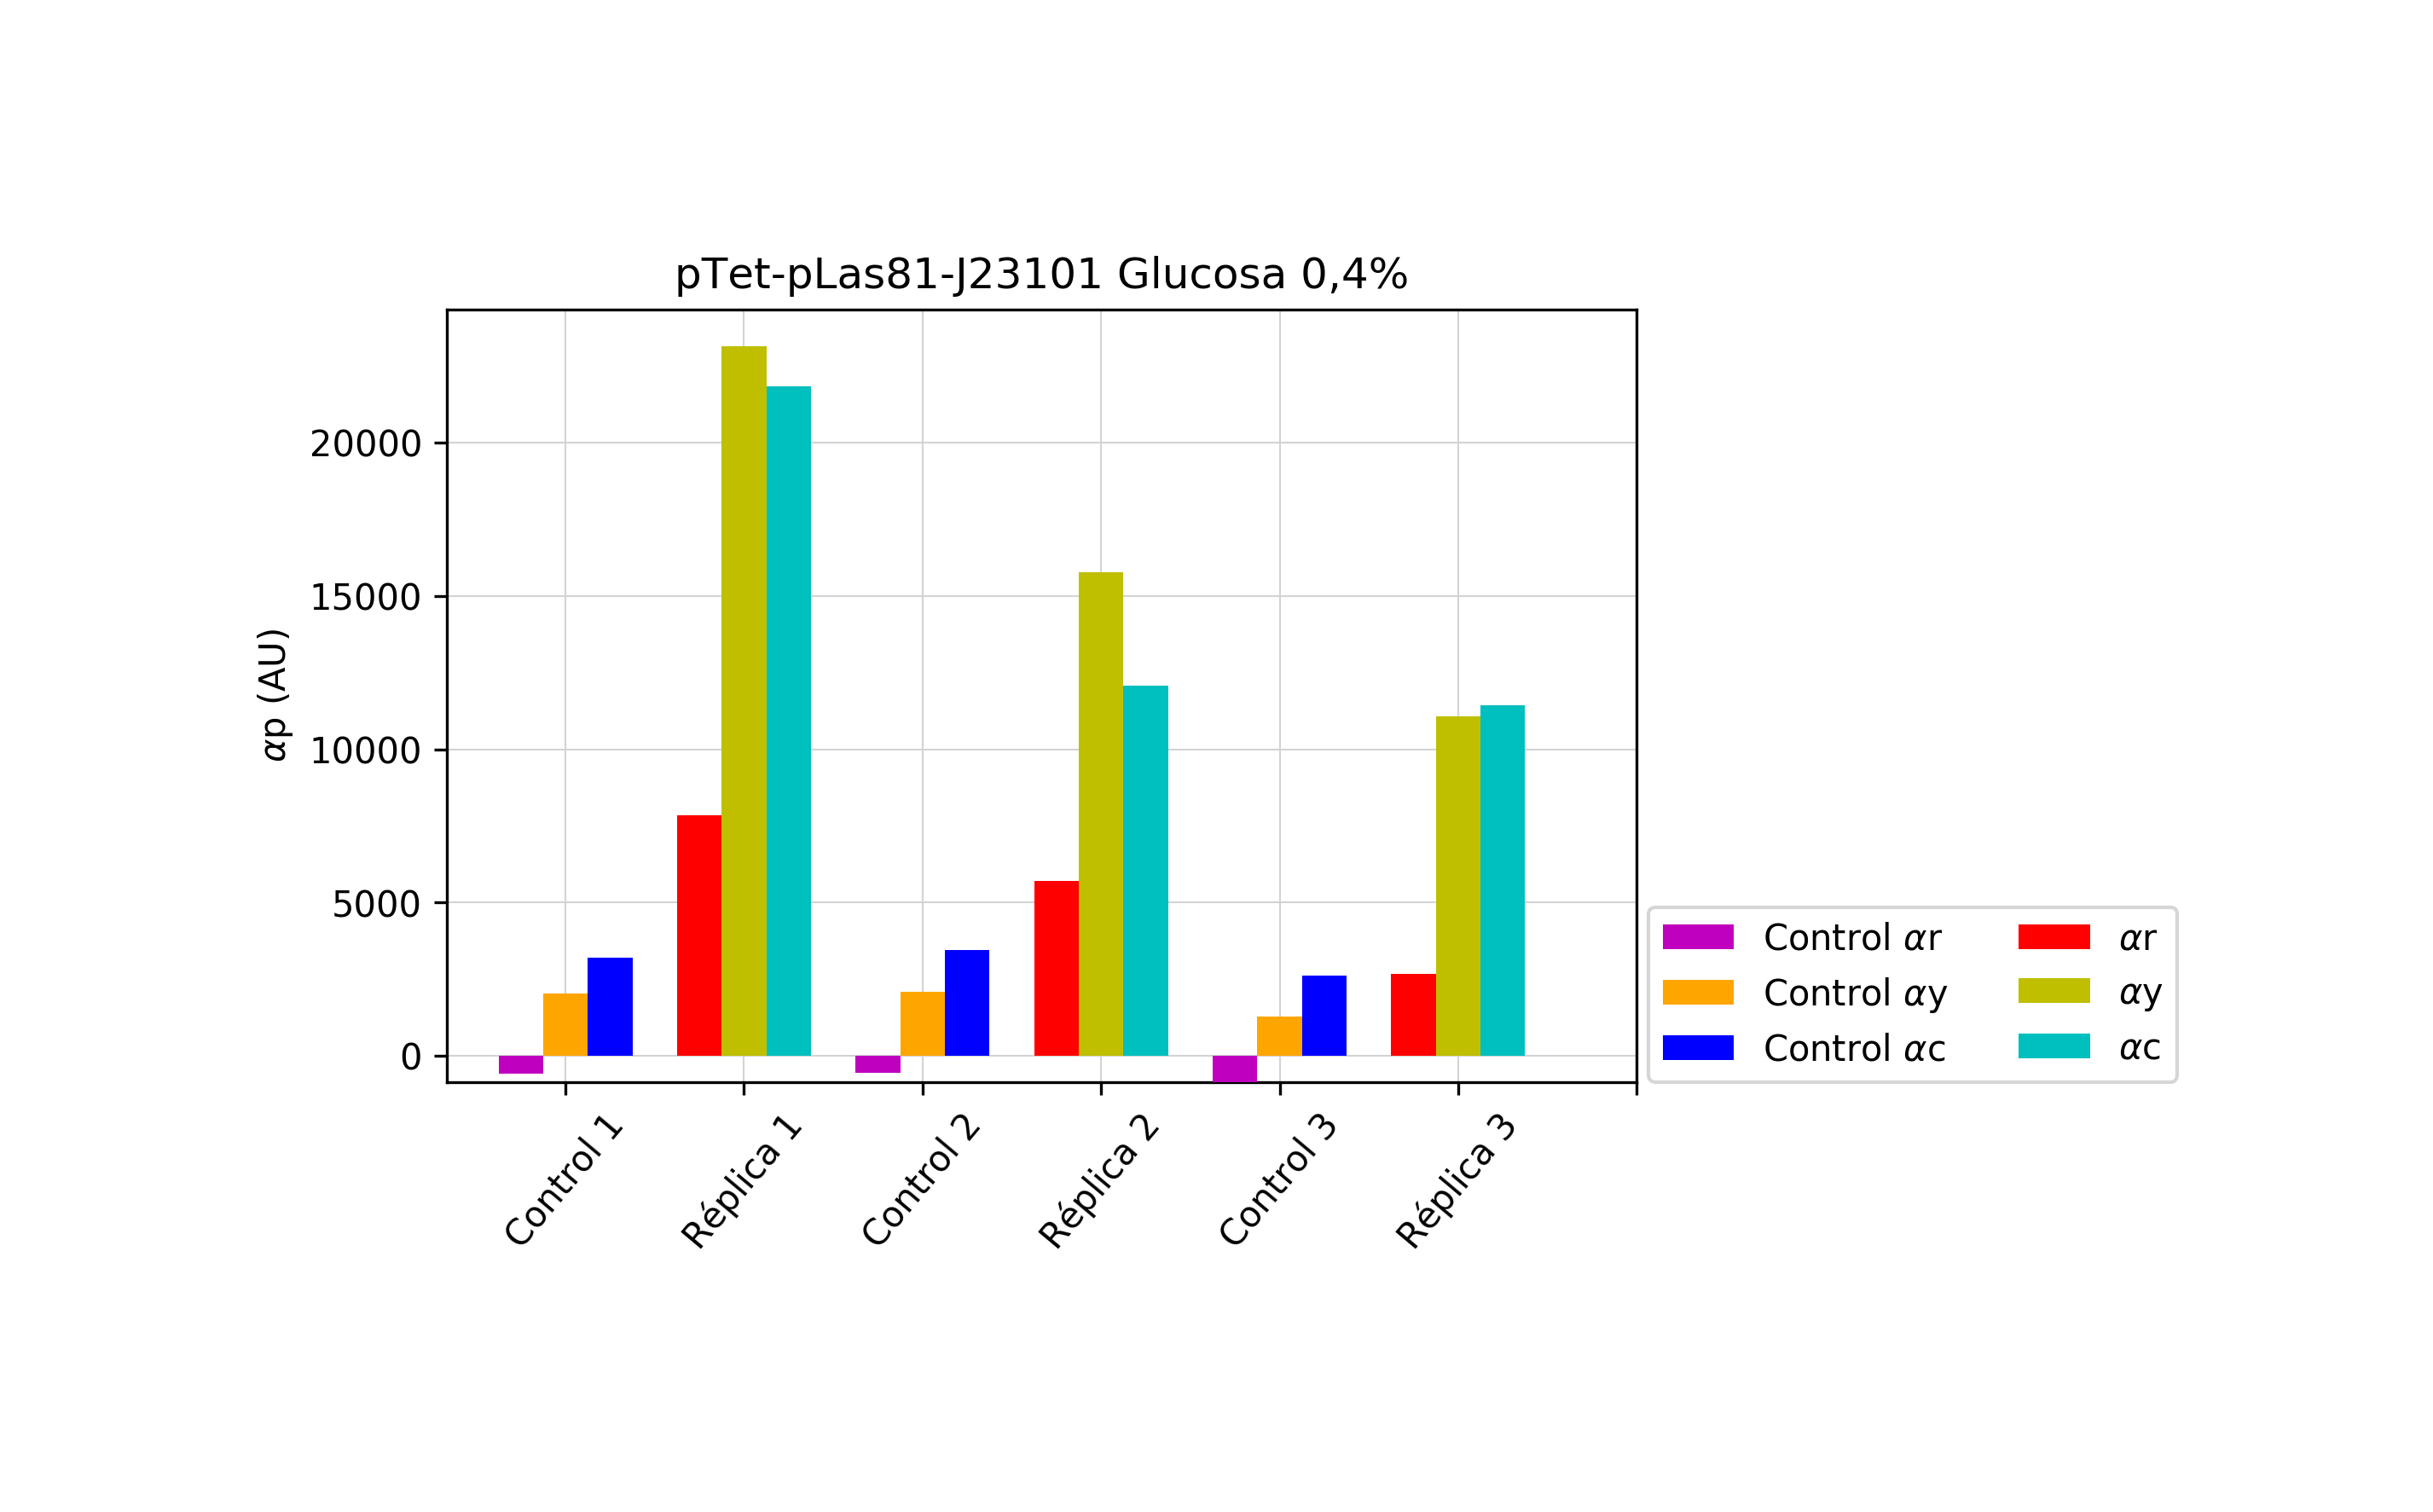 pTet-pLas81-J23101 Glucosa 0,4%
αp (AU)
20000
15000
10000
5000
0
Control 1
Réplica 1
Control 2
Réplica 2
Control 3
Réplica 3
Control αr
Control αy
Control αc
αr
αy
αc